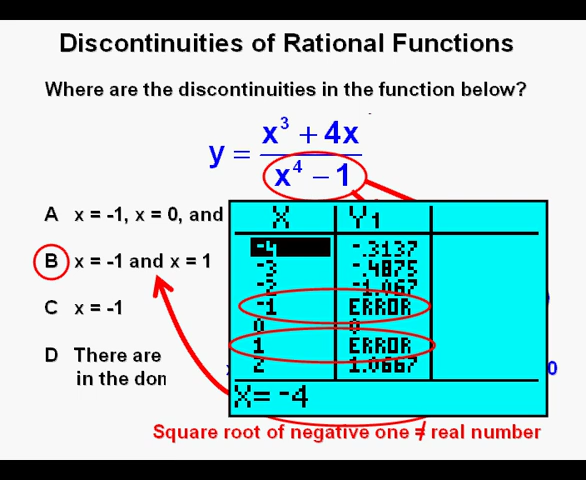 Discontinuities of Rational Functions
Where are the discontinuities in the function below?
y = x³ + 4x / x⁴ − 1
A x = -1, x = 0, and
B x = -1 and x = 1
C x = -1
D There are
in the don
X Y₁
-4 -.3137
-3 -.4875
-2 -1.067
-1 ERROR
0 0
1 ERROR
2 1.0667
X= -4
0
Square root of negative one ≠ real number